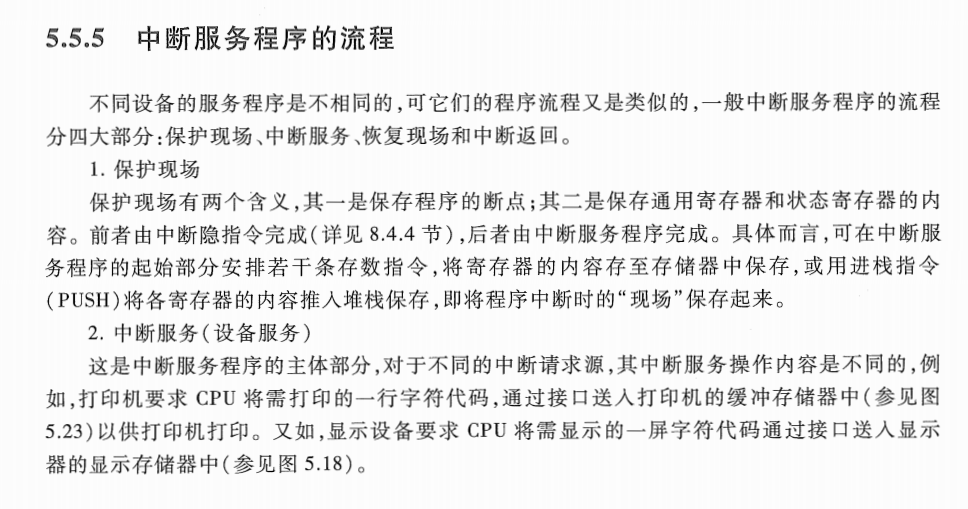 5.5.5 中断服务程序的流程
不同设备的服务程序是不相同的,可它们的程序流程又是类似的,一般中断服务程序的流程
分四大部分:保护现场、中断服务、恢复现场和中断返回。
1. 保护现场
保护现场有两个含义,其一是保存程序的断点;其二是保存通用寄存器和状态寄存器的内
容。前者由中断隐指令完成(详见 8.4.4 节),后者由中断服务程序完成。具体而言,可在中断服
务程序的起始部分安排若干条存数指令,将寄存器的内容存至存储器中保存,或用进栈指令
(PUSH)将各寄存器的内容推入堆栈保存,即将程序中断时的“现场”保存起来。
2. 中断服务(设备服务)
这是中断服务程序的主体部分,对于不同的中断请求源,其中断服务操作内容是不同的,例
如,打印机要求 CPU 将需打印的一行字符代码,通过接口送入打印机的缓冲存储器中(参见图
5.23)以供打印机打印。又如,显示设备要求 CPU 将需显示的一屏字符代码通过接口送入显示
器的显示存储器中(参见图 5.18)。